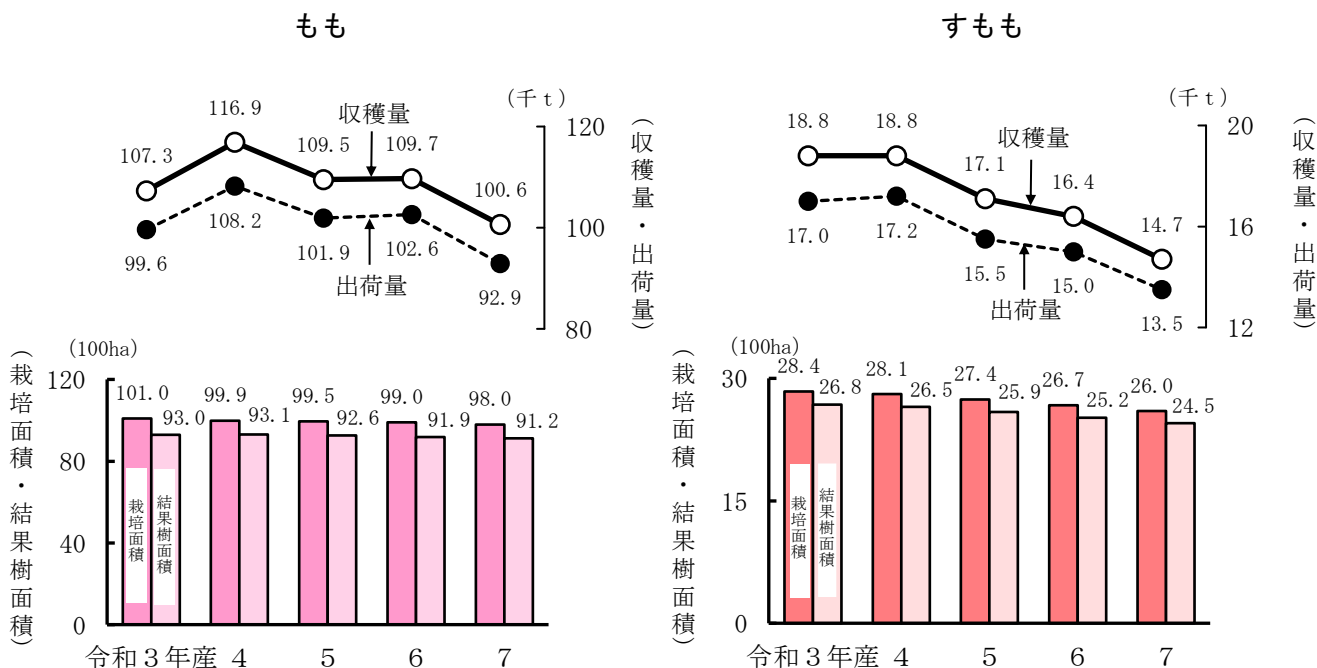 もも
(千ｔ)
116.9
収穫量
107.3
109.5
109.7
100.6
108.2
99.6
101.9
102.6
92.9
出荷量
120
100
80
(収穫量・出荷量)
(100ha)
(栽培面積・結果樹面積)
120
80
40
0
101.0
93.0
99.9
93.1
99.5
92.6
99.0
91.9
98.0
91.2
栽培面積
結果樹面積
令和３年産 4 5 6 7
すもも
(千ｔ)
18.8
18.8
収穫量
17.1
16.4
14.7
17.0
17.2
15.5
15.0
13.5
出荷量
20
16
12
(収穫量・出荷量)
(100ha)
(栽培面積・結果樹面積)
30
15
0
28.4
26.8
28.1
26.5
27.4
25.9
26.7
25.2
26.0
24.5
栽培面積
結果樹面積
令和３年産 4 5 6 7